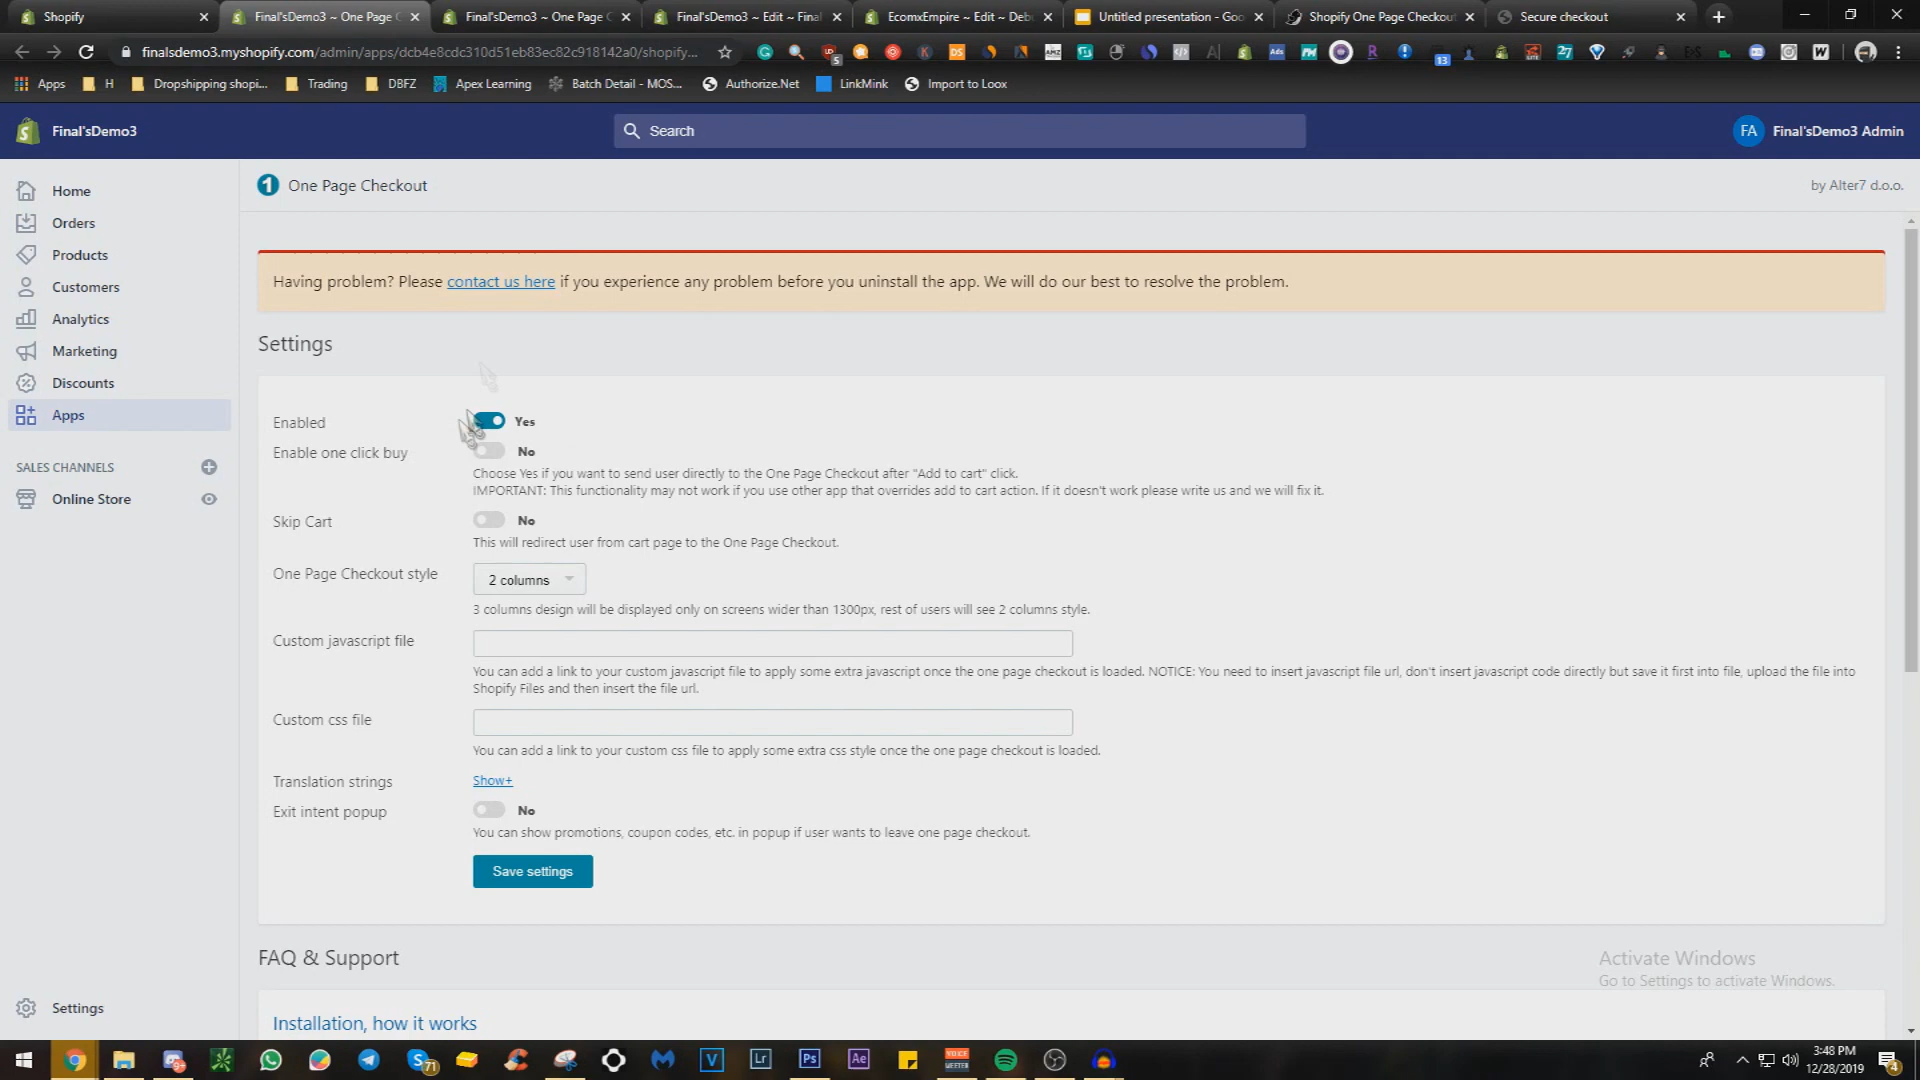 Shopify
Final'sDemo3 ~ One Page C
Final'sDemo3 ~ One Page C
Final'sDemo3 ~ Edit ~ Final
EcomxEmpire ~ Edit ~ Deb
Untitled presentation - Goo
Shopify One Page Checkout
Secure checkout
finalsdemo3.myshopify.com/admin/apps/dcb4e8cdc310d51eb83ec82c918142a0/shopify...
Apps
H
Dropshipping shopi...
Trading
DBFZ
Apex Learning
Batch Detail - MOS...
Authorize.Net
LinkMink
Import to Loox
Final'sDemo3
Search
FA
Final'sDemo3 Admin
Home
Orders
Products
Customers
Analytics
Marketing
Discounts
Apps
SALES CHANNELS
Online Store
Settings
1 One Page Checkout
by Alter7 d.o.o.
Having problem? Please contact us here if you experience any problem before you uninstall the app. We will do our best to resolve the problem.
Settings
Enabled
Yes
Enable one click buy
No
Choose Yes if you want to send user directly to the One Page Checkout after "Add to cart" click.
IMPORTANT: This functionality may not work if you use other app that overrides add to cart action. If it doesn't work please write us and we will fix it.
Skip Cart
No
This will redirect user from cart page to the One Page Checkout.
One Page Checkout style
2 columns
3 columns design will be displayed only on screens wider than 1300px, rest of users will see 2 columns style.
Custom javascript file
You can add a link to your custom javascript file to apply some extra javascript once the one page checkout is loaded. NOTICE: You need to insert javascript file url, don't insert javascript code directly but save it first into file, upload the file into
Shopify Files and then insert the file url.
Custom css file
You can add a link to your custom css file to apply some extra css style once the one page checkout is loaded.
Translation strings
Show+
Exit intent popup
No
You can show promotions, coupon codes, etc. in popup if user wants to leave one page checkout.
Save settings
FAQ & Support
Installation, how it works
Activate Windows
Go to Settings to activate Windows.
3:48 PM
12/28/2019